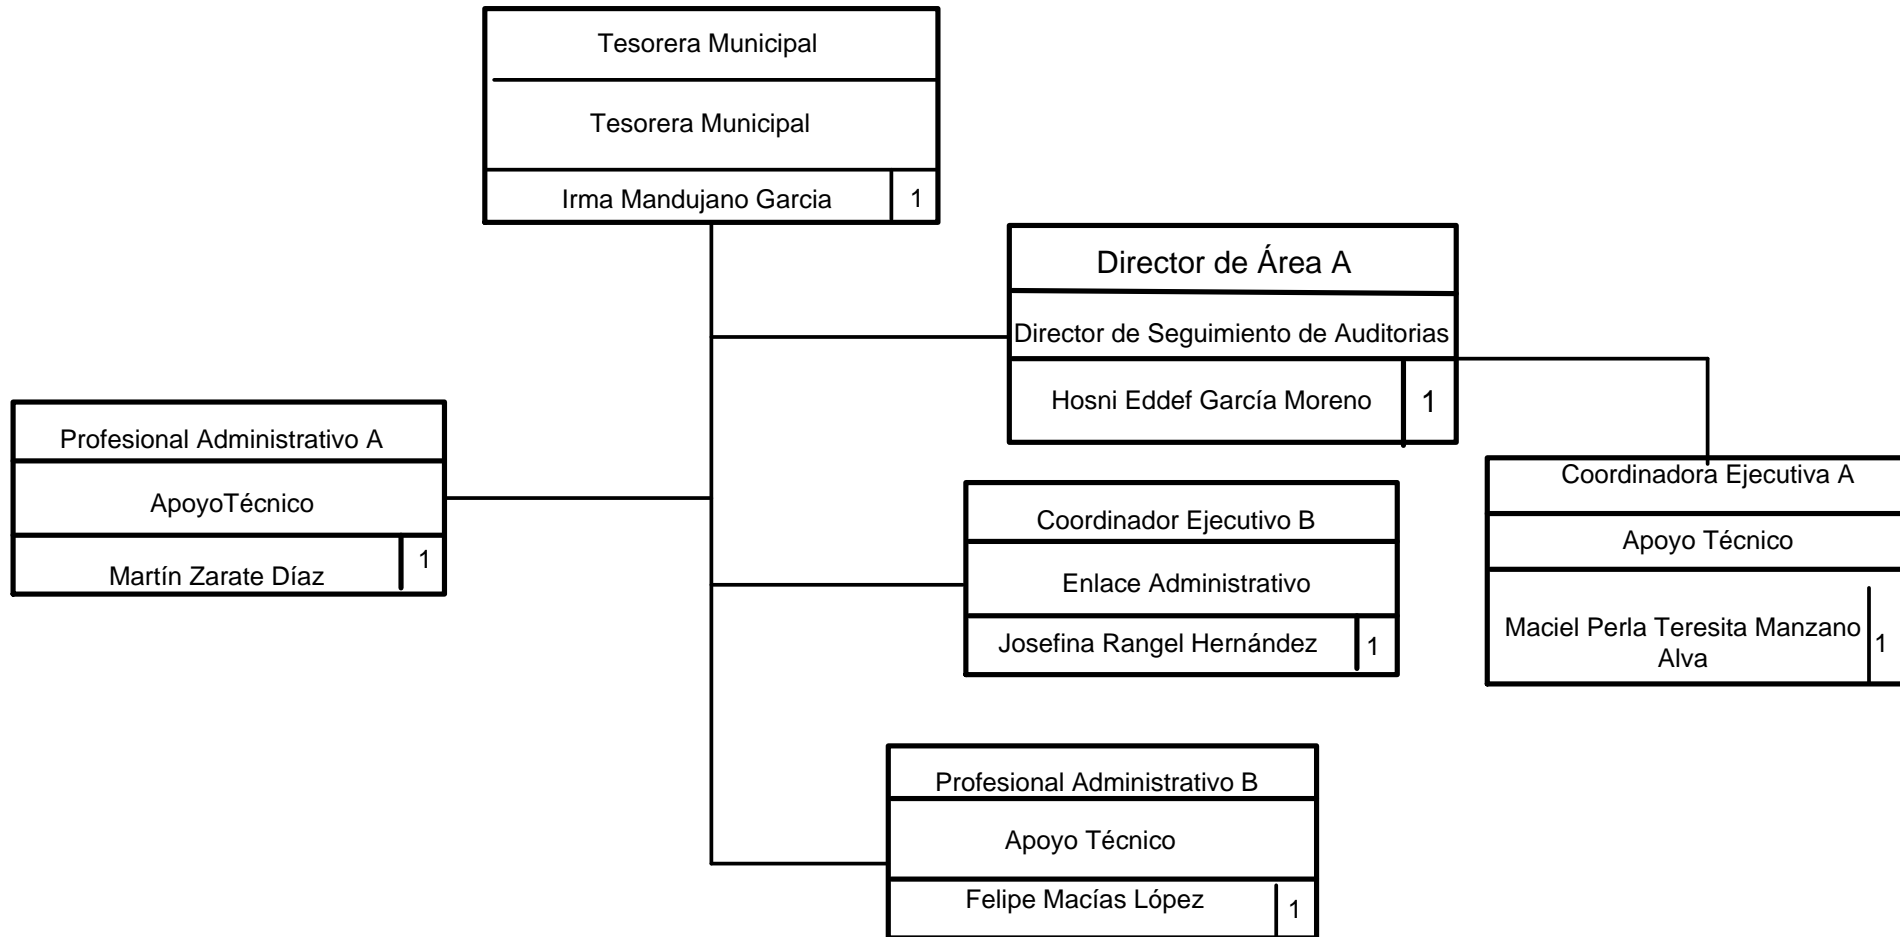 Tesorera Municipal
Tesorera Municipal
Irma Mandujano Garcia 1
Director de Área A
Director de Seguimiento de Auditorias
Hosni Eddef García Moreno 1
Profesional Administrativo A
ApoyoTécnico
Martín Zarate Díaz 1
Coordinador Ejecutivo B
Enlace Administrativo
Josefina Rangel Hernández 1
Coordinadora Ejecutiva A
Apoyo Técnico
Maciel Perla Teresita Manzano
Alva 1
Profesional Administrativo B
Apoyo Técnico
Felipe Macías López 1